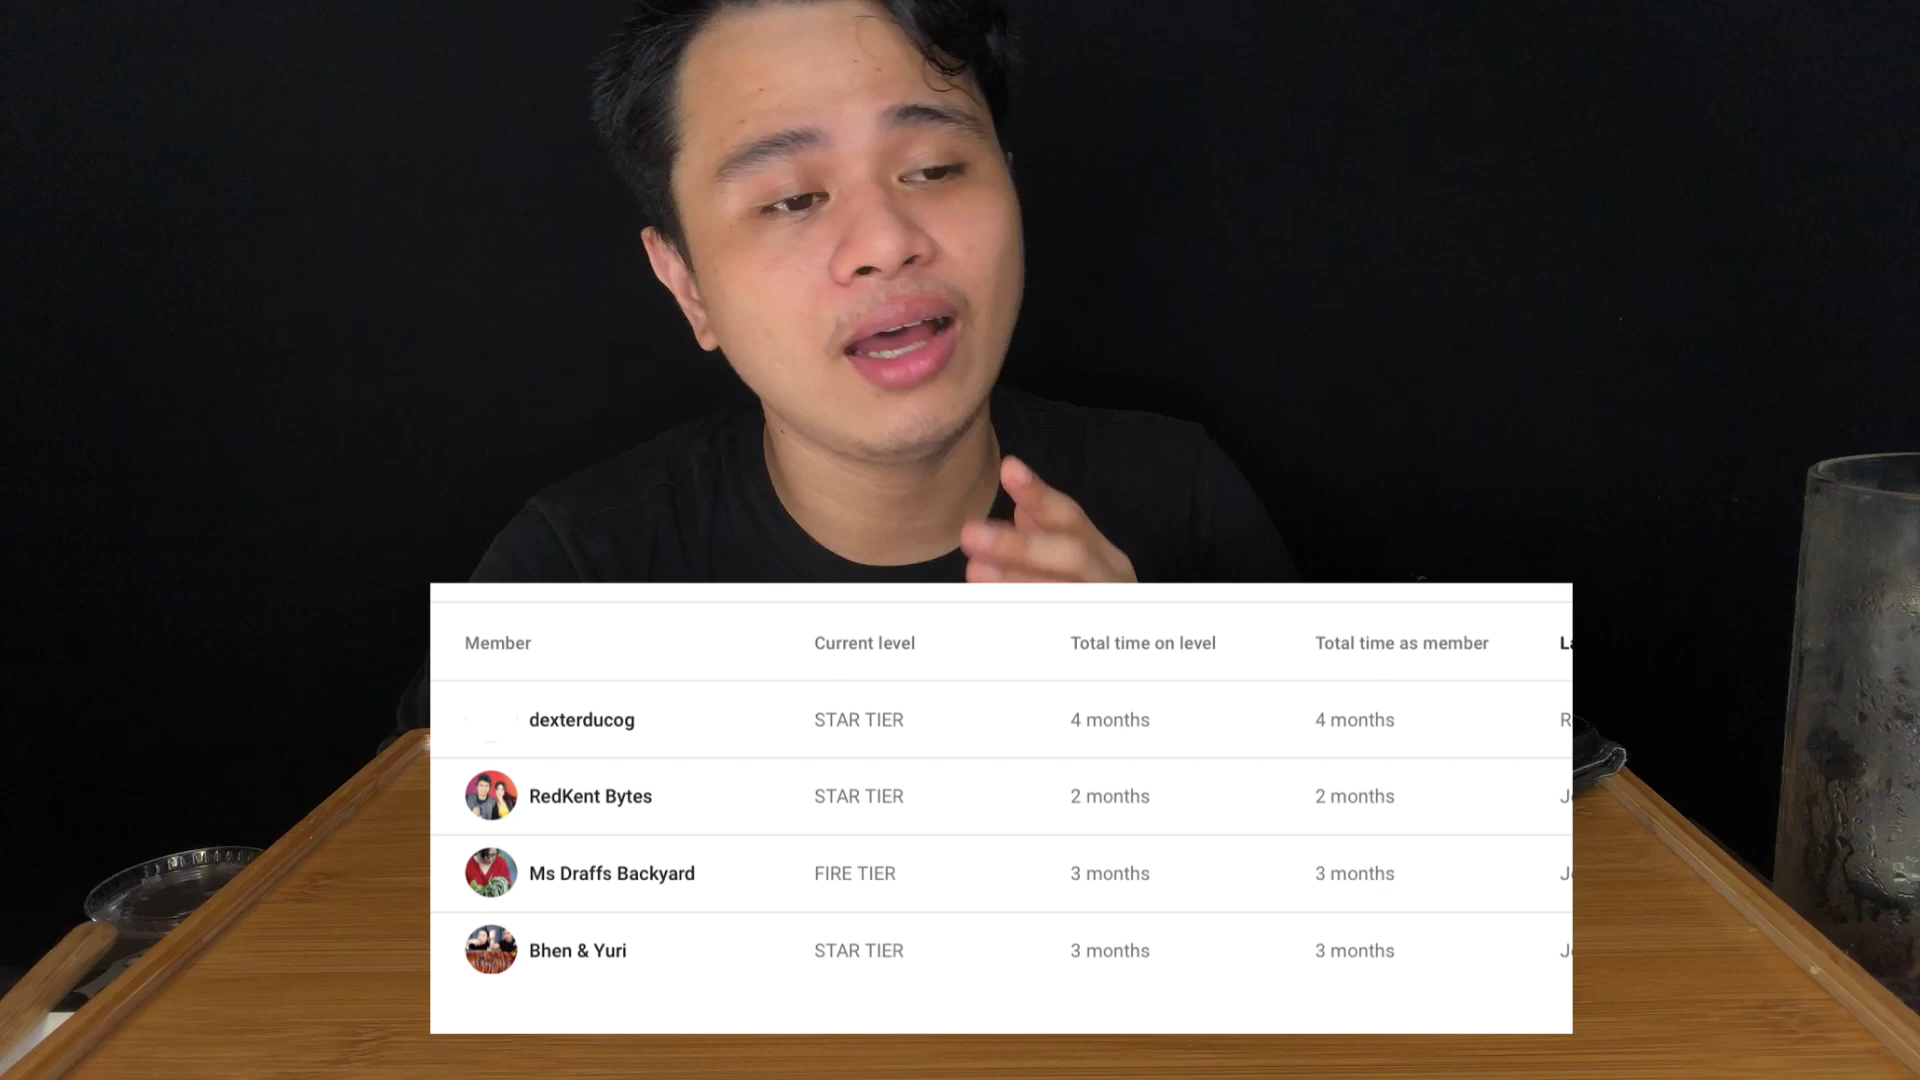 Member Current level Total time on level Total time as member
dexterducog STAR TIER 4 months 4 months
RedKent Bytes STAR TIER 2 months 2 months
Ms Draffs Backyard FIRE TIER 3 months 3 months
Bhen & Yuri STAR TIER 3 months 3 months